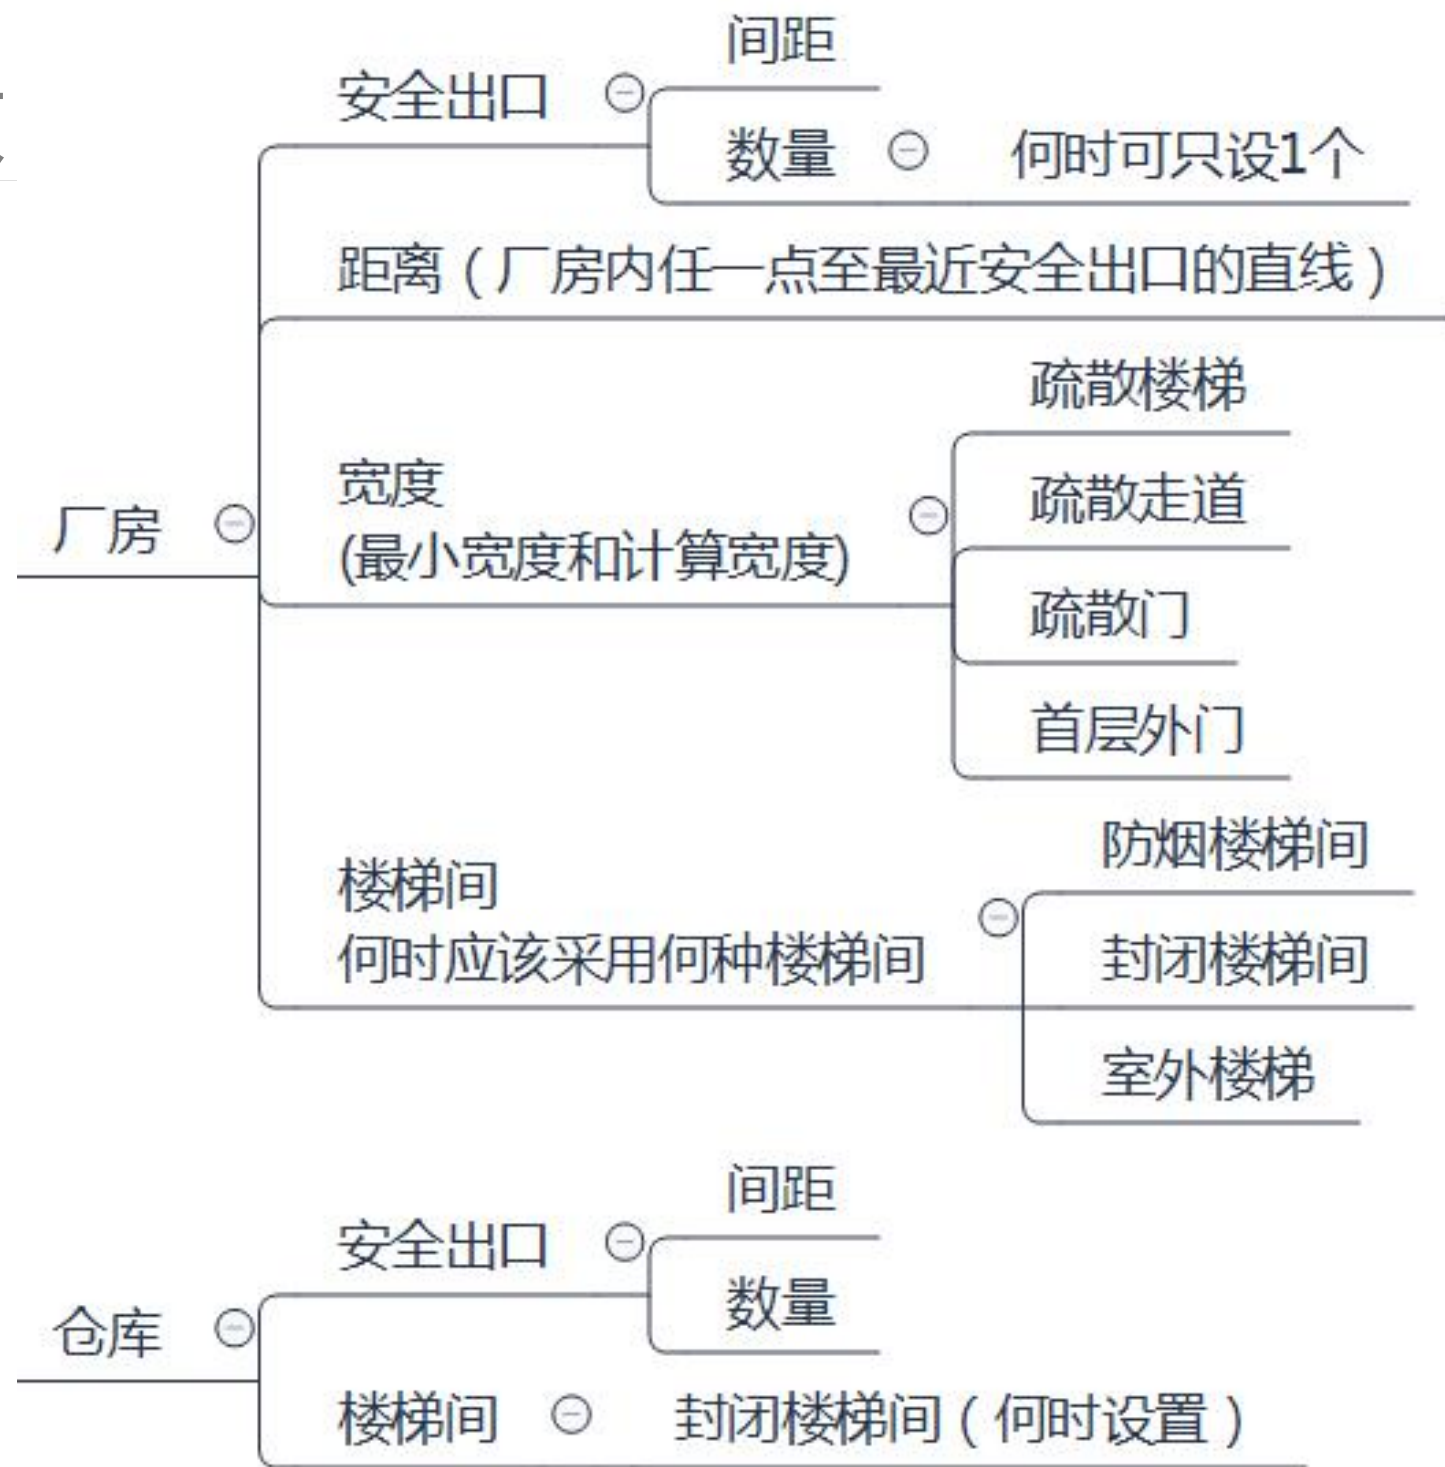 间距
安全出口
数量
何时可只设1个
距离（厂房内任一点至最近安全出口的直线）
疏散楼梯
宽度
疏散走道
厂房
(最小宽度和计算宽度)
疏散门
首层外门
防烟楼梯间
楼梯间
何时应该采用何种楼梯间
封闭楼梯间
室外楼梯
间距
安全出口
数量
仓库
楼梯间
封闭楼梯间（何时设置）